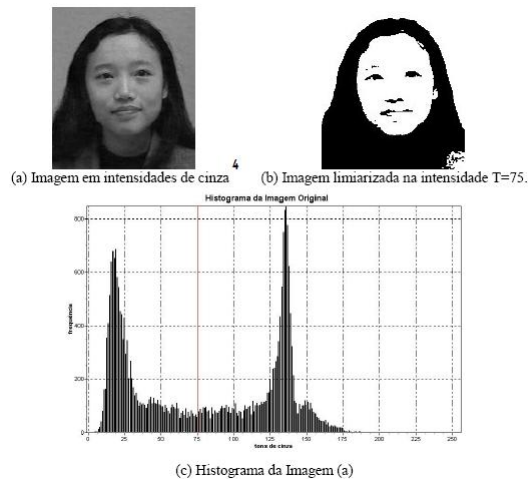 4
(a) Imagem em intensidades de cinza (b) Imagem limiarizada na intensidade T=75.
Histograma da Imagem Original
frequência
800
600
400
200
0
0 25 50 75 100 125 150 175 200 225 250
tons de cinza
(c) Histograma da Imagem (a)